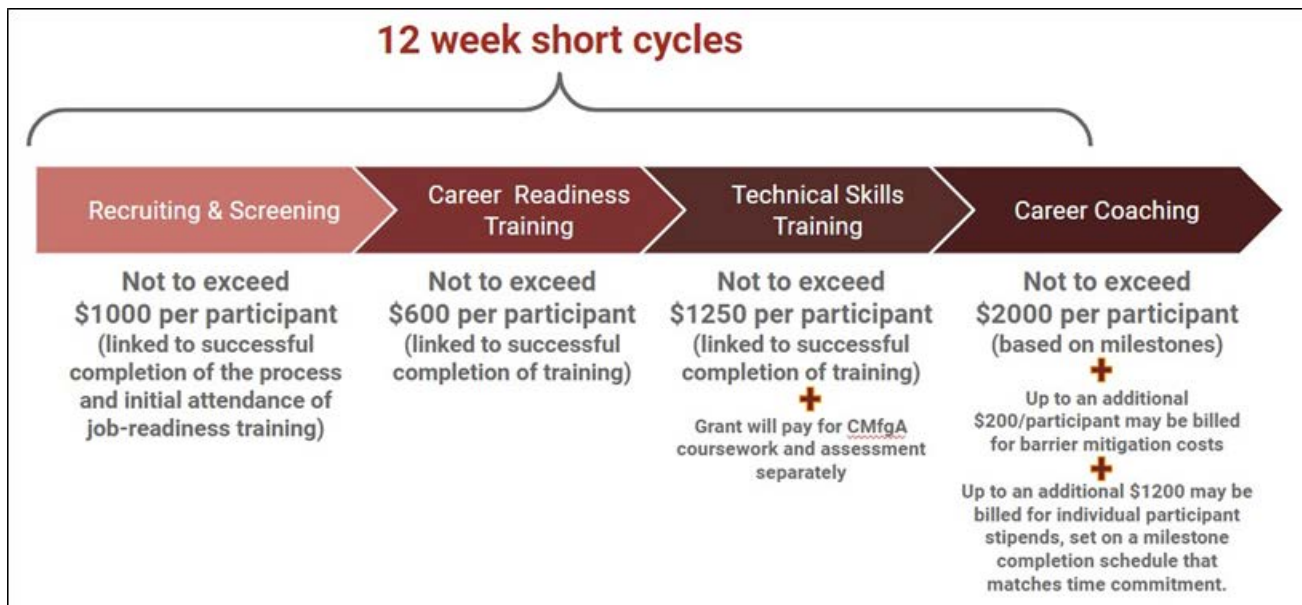 12 week short cycles
Recruiting & Screening
Career Readiness
Training
Technical Skills
Training
Career Coaching
Not to exceed
$1000 per participant
(linked to successful
completion of the process
and initial attendance of
job-readiness training)
Not to exceed
$600 per participant
(linked to successful
completion of training)
Not to exceed
$1250 per participant
(linked to successful
completion of training)
+
Grant will pay for CMfgA
coursework and assessment
separately
Not to exceed
$2000 per participant
(based on milestones)
+
Up to an additional
$200/participant may be billed
for barrier mitigation costs
+
Up to an additional $1200 may be
billed for individual participant
stipends, set on a milestone
completion schedule that
matches time commitment.